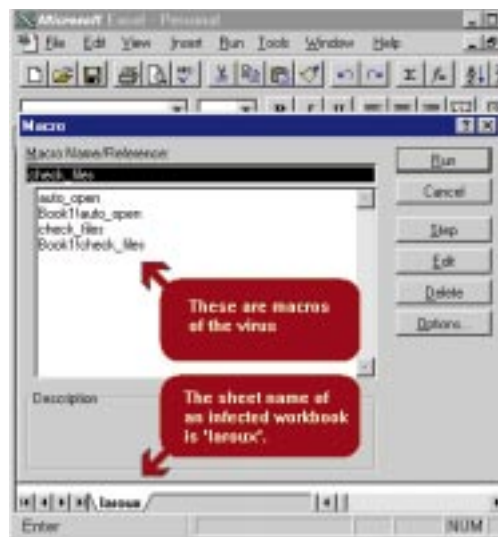 Microsoft Excel - Personal
File Edit View Insert Run Tools Window Help
Macro
Macro Name/Reference:
check_files
auto_open
Book1!auto_open
check_files
Book1!check_files
Run
Cancel
Step
Edit
Delete
Options...
These are macros
of the virus
Description
The sheet name of
an infected workbook
is 'laroux'.
laroux
Enter
NUM